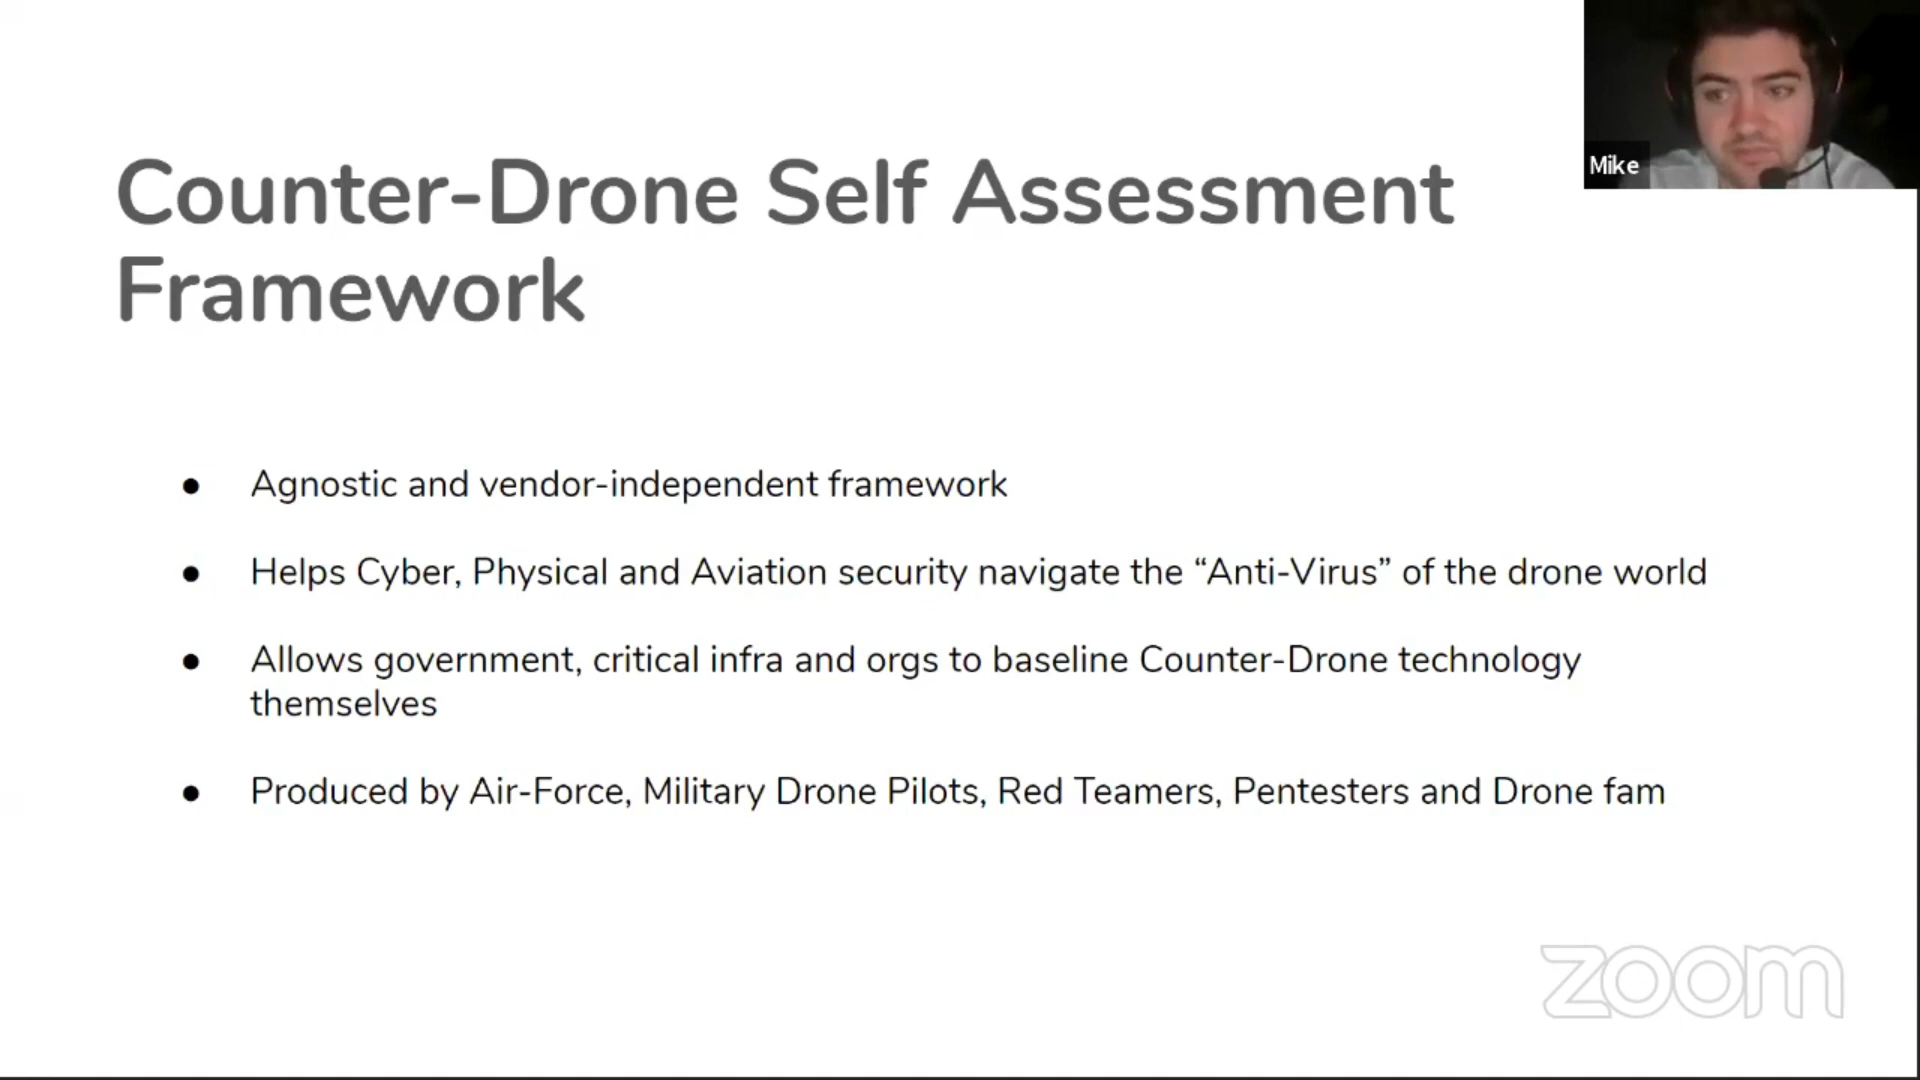 Mike
Counter-Drone Self Assessment
Framework
● Agnostic and vendor-independent framework
● Helps Cyber, Physical and Aviation security navigate the “Anti-Virus” of the drone world
● Allows government, critical infra and orgs to baseline Counter-Drone technology
themselves
● Produced by Air-Force, Military Drone Pilots, Red Teamers, Pentesters and Drone fam
zoom